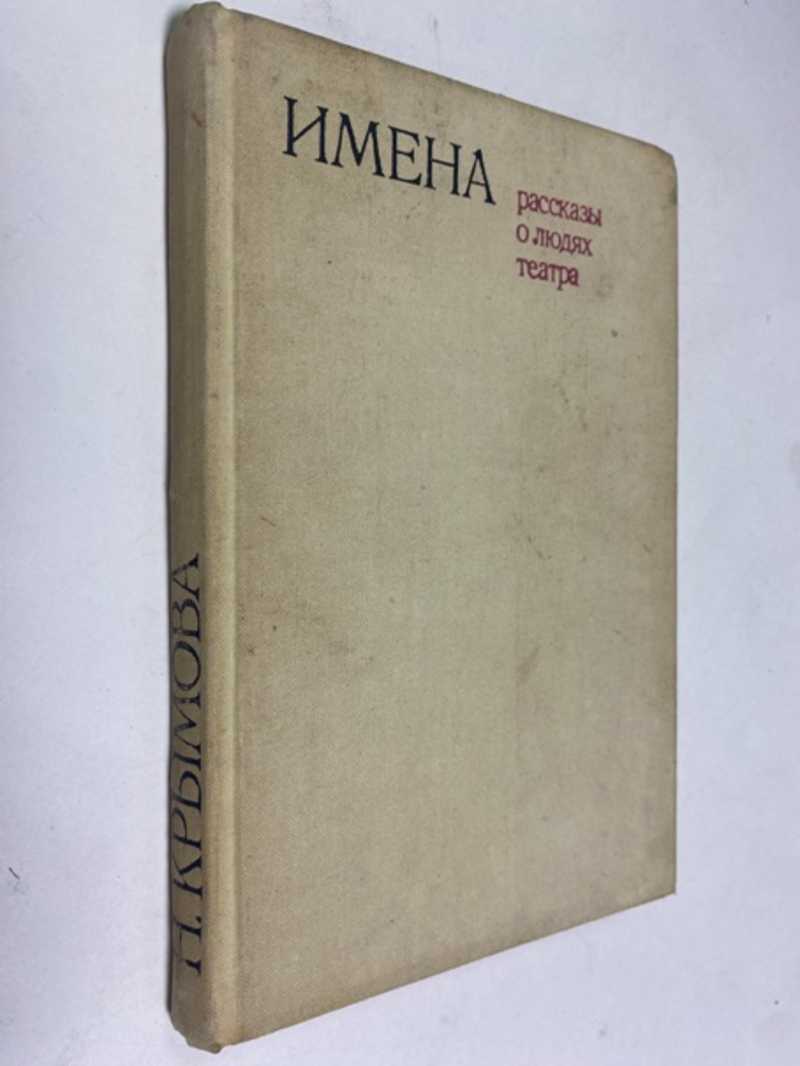 ИМЕНА
рассказы
о людях
театра
Н. КРЫМОВА